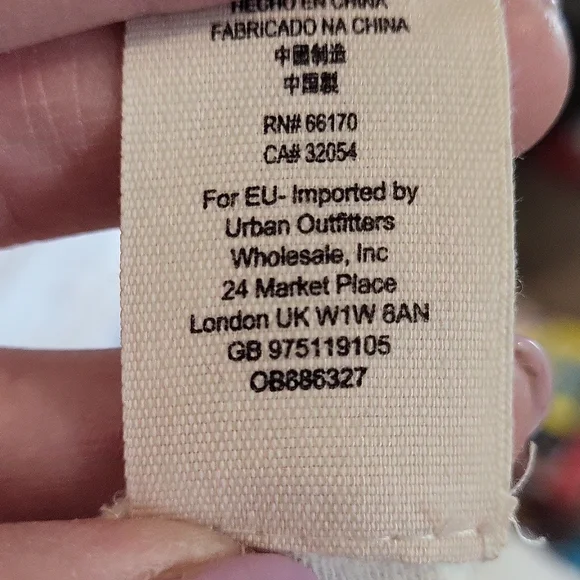 HECHO EN CHINA
FABRICADO NA CHINA
中國制造
中国製
RN# 66170
CA# 32054
For EU- Imported by
Urban Outfitters
Wholesale, Inc
24 Market Place
London UK W1W 8AN
GB 975119105
OB886327